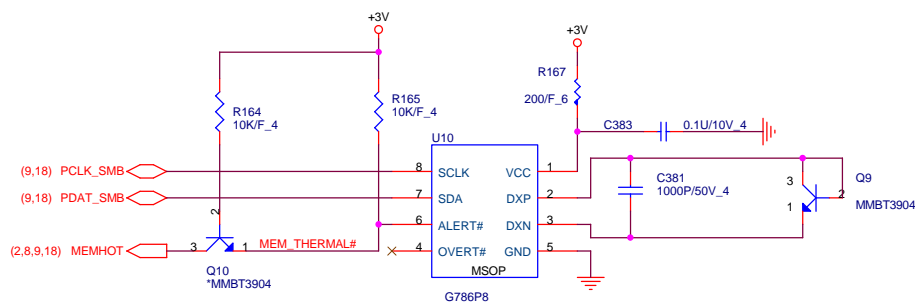 +3V
+3V
R167
200/F_6
R164
10K/F_4
R165
10K/F_4
C383
0.1U/10V_4
U10
(9,18) PCLK_SMB
8
SCLK
VCC
1
(9,18) PDAT_SMB
7
SDA
DXP
2
C381
1000P/50V_4
3
2
1
Q9
MMBT3904
6
ALERT#
DXN
3
2
(2,8,9,18) MEMHOT
3
1
MEM_THERMAL#
4
OVERT#
GND
5
MSOP
Q10
*MMBT3904
G786P8